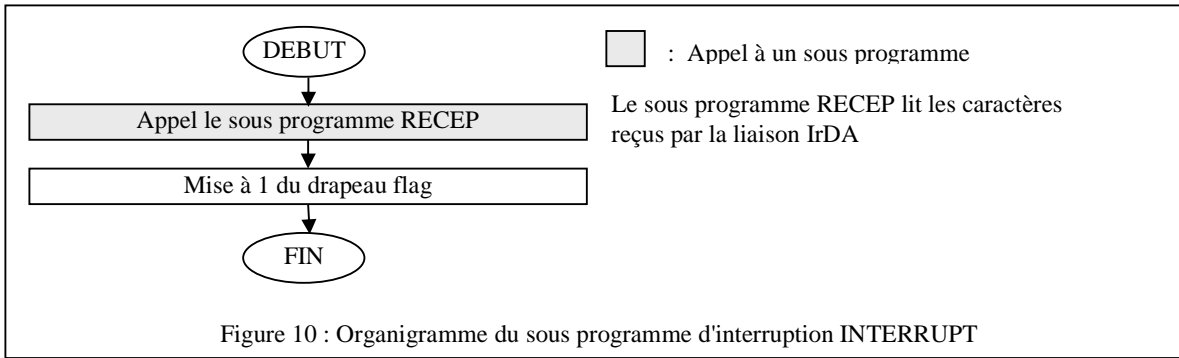 DEBUT
: Appel à un sous programme
Appel le sous programme RECEP
Le sous programme RECEP lit les caractères
reçus par la liaison IrDA
Mise à 1 du drapeau flag
FIN
Figure 10 : Organigramme du sous programme d'interruption INTERRUPT